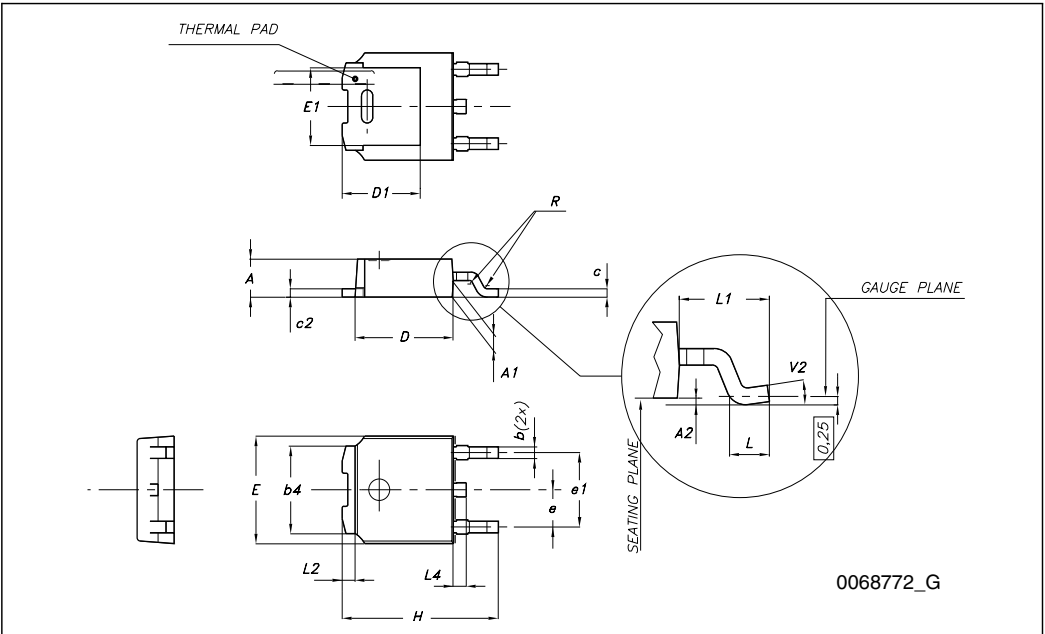 THERMAL PAD
E1
D1
R
A
c
c2
D
A1
L1
GAUGE PLANE
V2
A2
L
0,25
SEATING PLANE
b(2x)
E
b4
e
e1
L2
L4
H
0068772_G